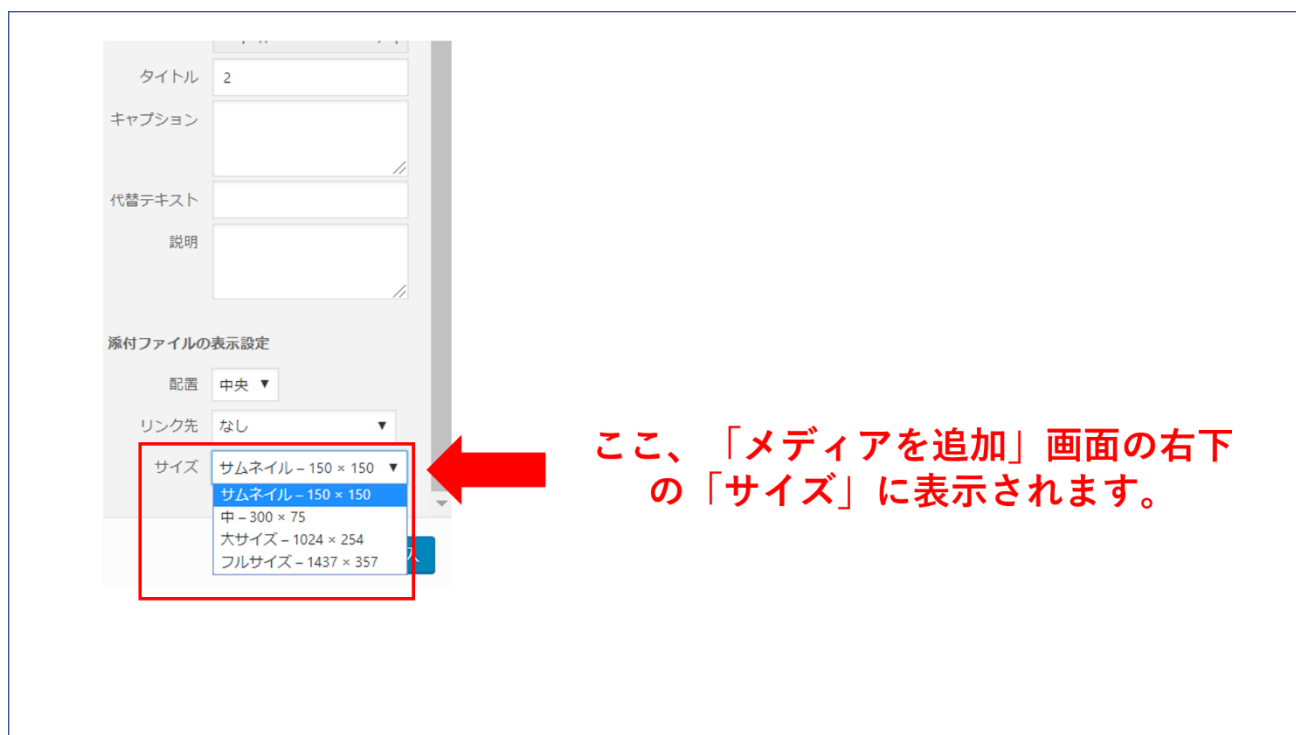 タイトル 2
キャプション
代替テキスト
説明
添付ファイルの表示設定
配置 中央 ▼
リンク先 なし ▼
サイズ サムネイル – 150 × 150 ▼
サムネイル – 150 × 150
中 – 300 × 75
大サイズ – 1024 × 254
フルサイズ – 1437 × 357
ここ、「メディアを追加」画面の右下
の「サイズ」に表示されます。